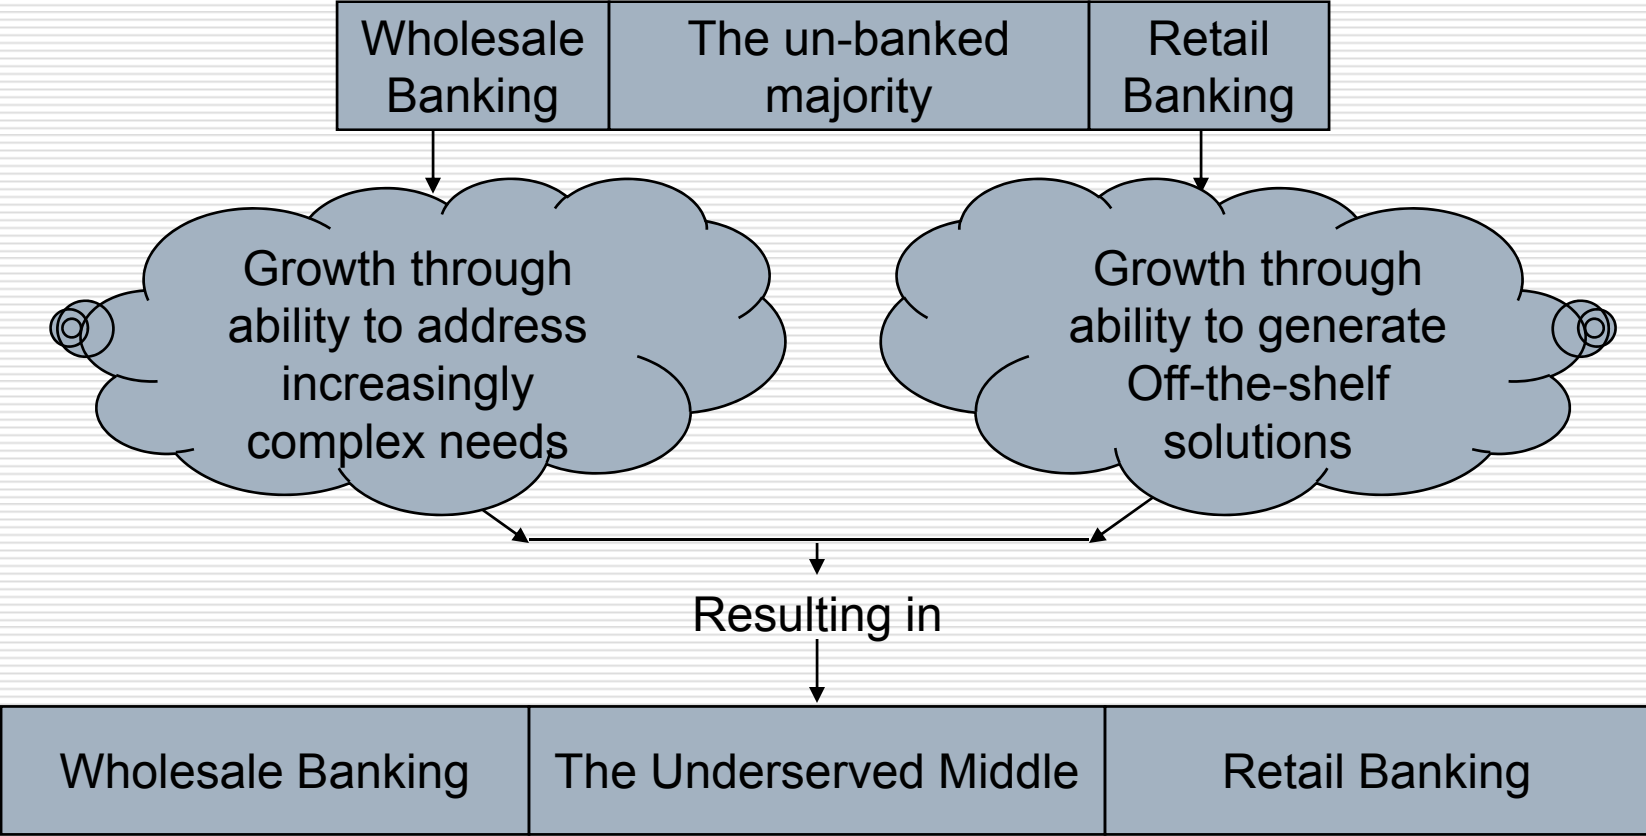 Wholesale
Banking
The un-banked
majority
Retail
Banking
Growth through
ability to address
increasingly
complex needs
Growth through
ability to generate
Off-the-shelf
solutions
Resulting in
Wholesale Banking
The Underserved Middle
Retail Banking